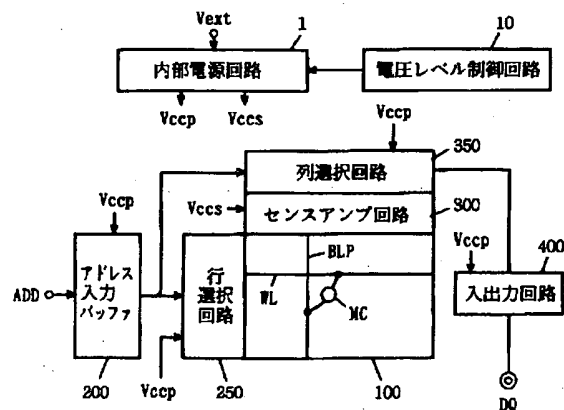 Vext
1
10
内部電源回路
電圧レベル制御回路
Vccp
Vccs
Vccp
350
列選択回路
Vccp
Vccs
センスアンプ回路
300
Vccp
400
BLP
アドレス
入力
バッファ
行
選択
回路
ADD
WL
MC
入出力回路
200
Vccp
250
100
DQ